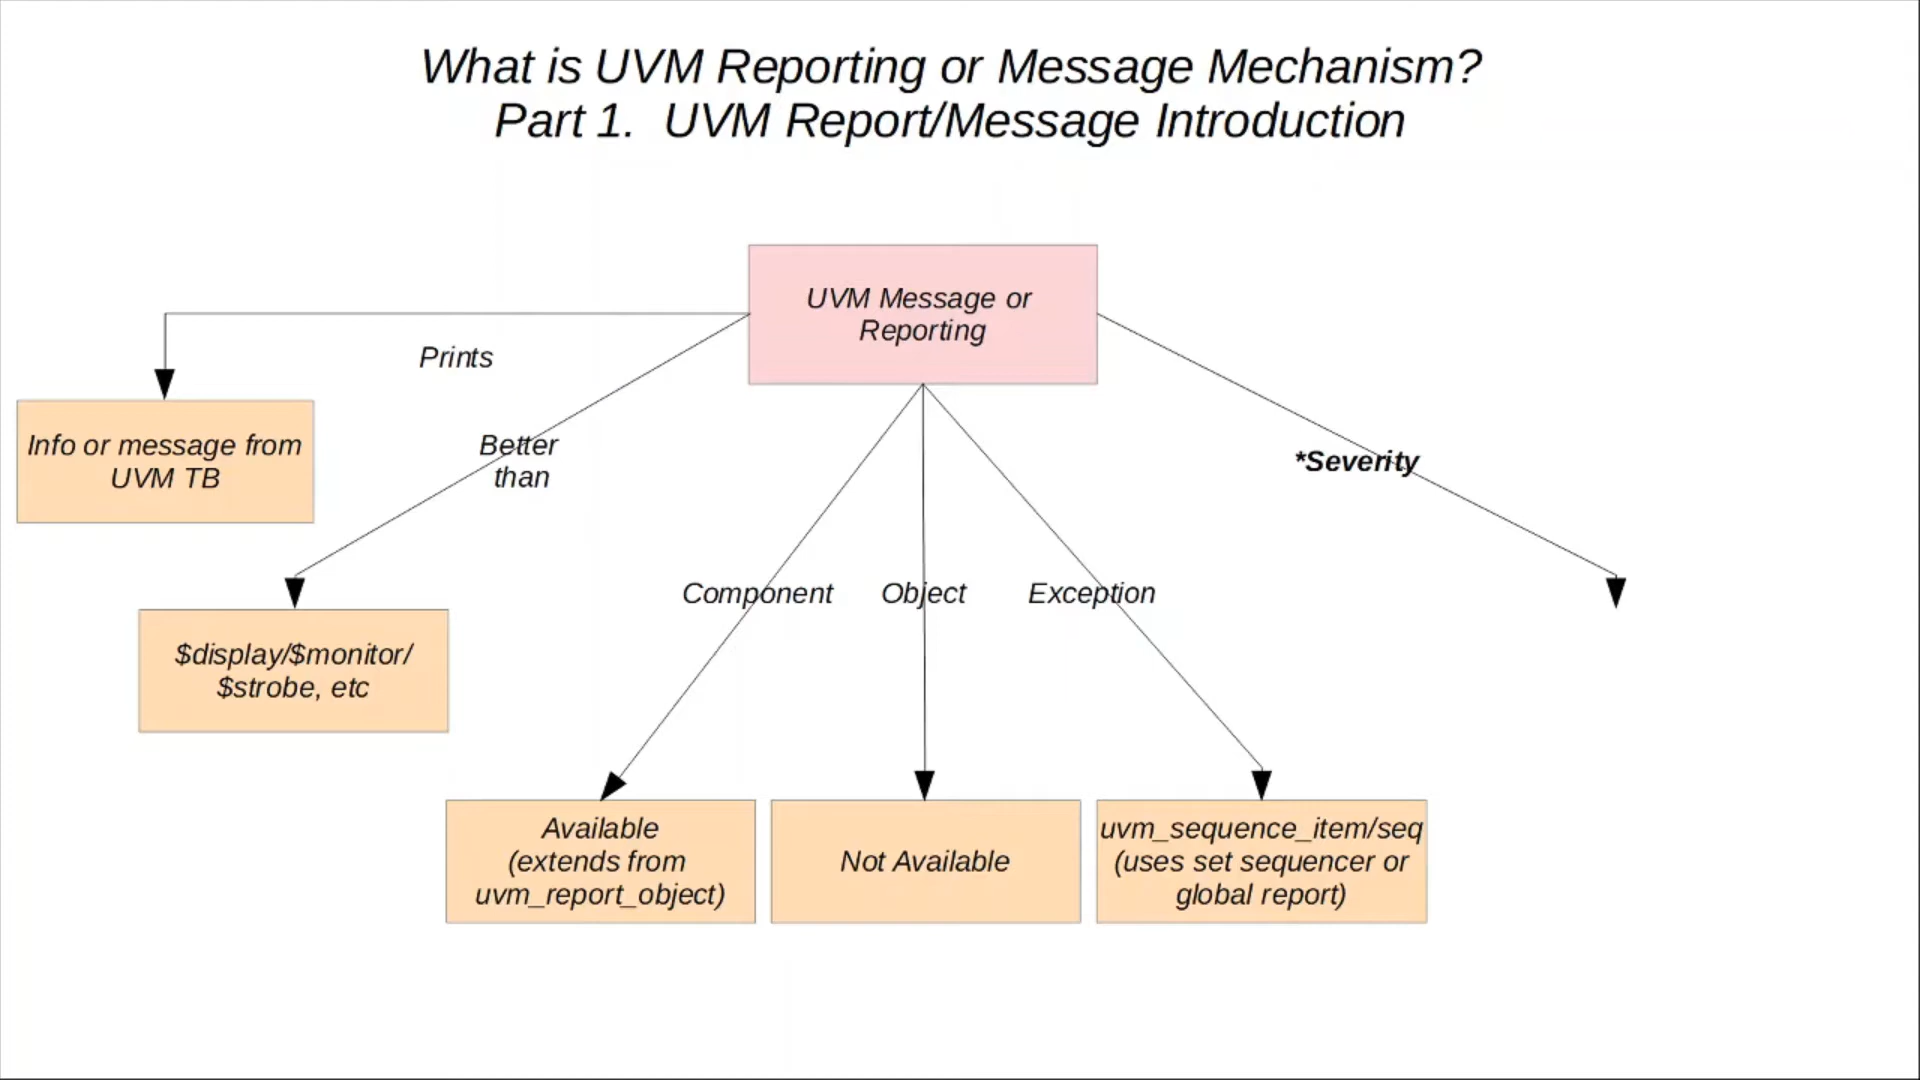 What is UVM Reporting or Message Mechanism?
Part 1.  UVM Report/Message Introduction
UVM Message or
Reporting
Prints
Info or message from
UVM TB
Better
than
$display/$monitor/
$strobe, etc
Component
Object
Exception
*Severity
Available
(extends from
uvm_report_object)
Not Available
uvm_sequence_item/seq
(uses set sequencer or
global report)